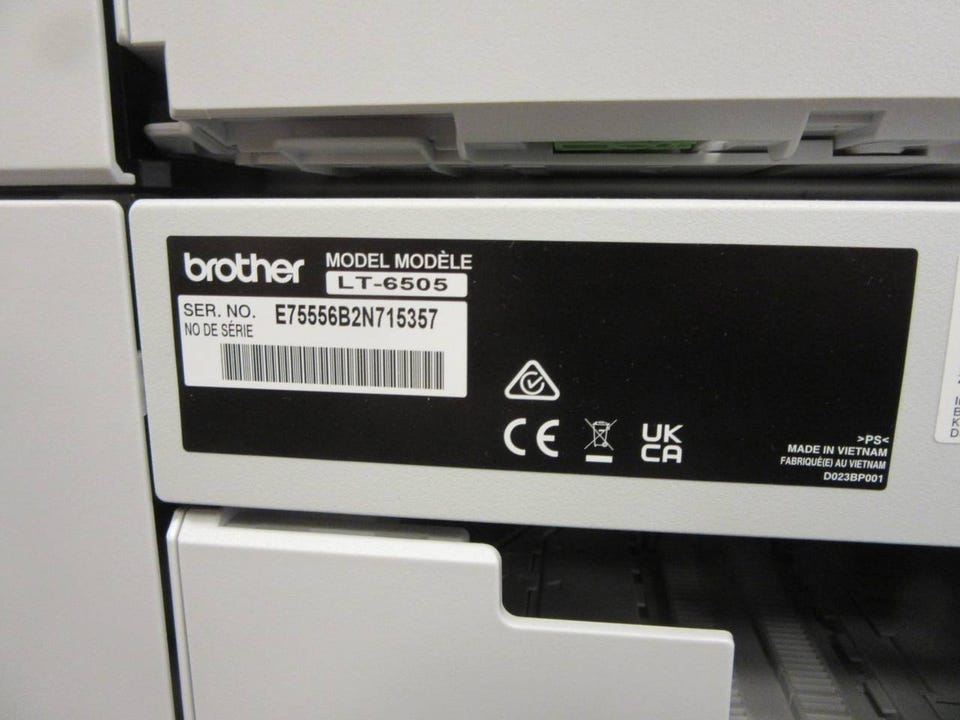 brother
MODEL MODÈLE
LT-6505
SER. NO. E75556B2N715357
NO DE SÉRIE
CE
UK
CA
>PS<
MADE IN VIETNAM
FABRIQUÉ(E) AU VIETNAM
D023BP001